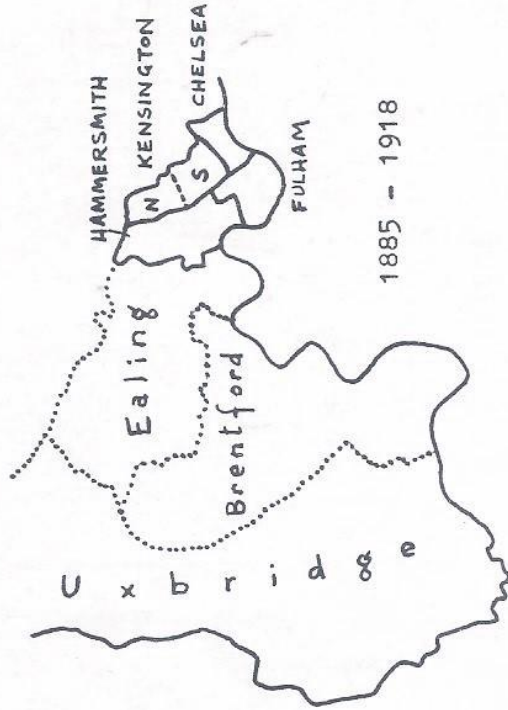 HAMMERSMITH
KENSINGTON
CHELSEA
N
S
FULHAM
Ealing
Brentford
Uxbridge
1885 - 1918